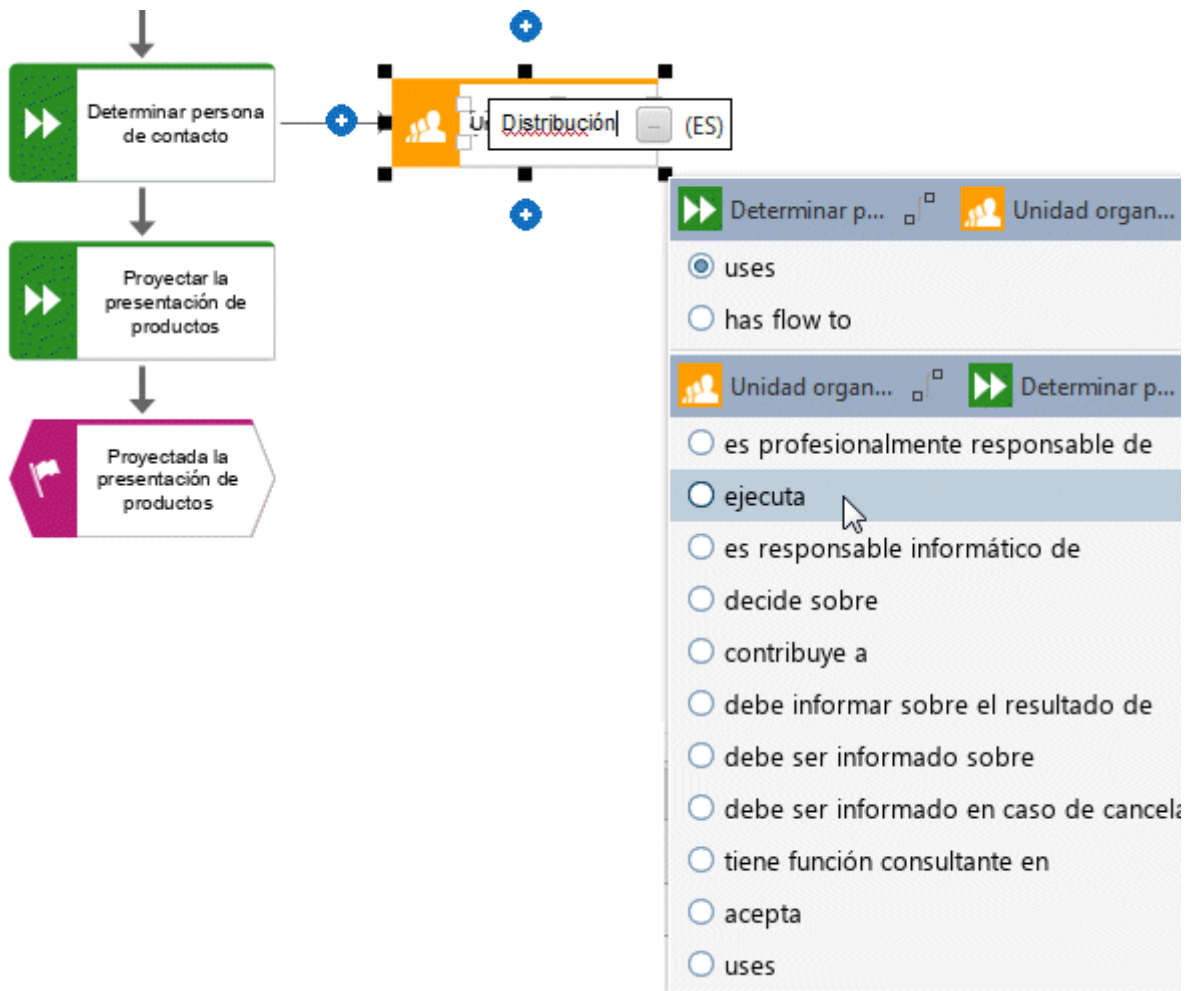 Determinar persona
de contacto
Ur
Distribución
(ES)
Proyectar la
presentación de
productos
Proyectada la
presentación de
productos
Determinar p...
Unidad organ...
uses
has flow to
Unidad organ...
Determinar p...
es profesionalmente responsable de
ejecuta
es responsable informático de
decide sobre
contribuye a
debe informar sobre el resultado de
debe ser informado sobre
debe ser informado en caso de cancela
tiene función consultante en
acepta
uses